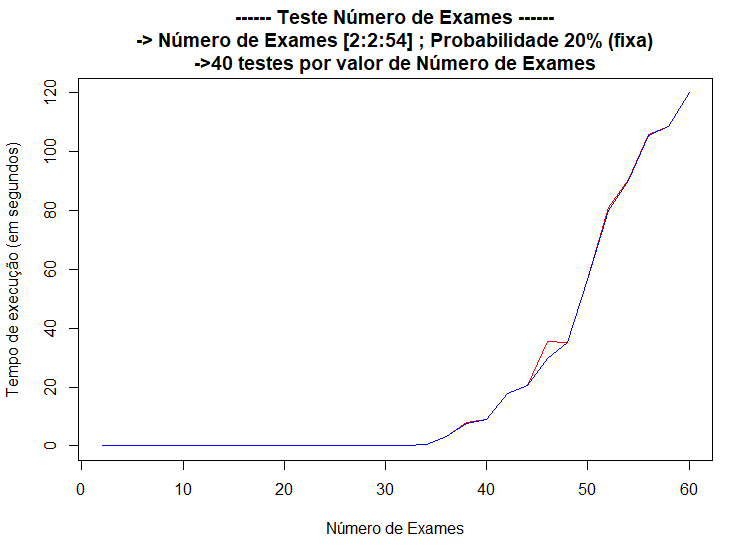 ------ Teste Número de Exames ------
-> Número de Exames [2:2:54] ; Probabilidade 20% (fixa)
->40 testes por valor de Número de Exames
Tempo de execução (em segundos)
120
100
80
60
40
20
0
0 10 20 30 40 50 60
Número de Exames